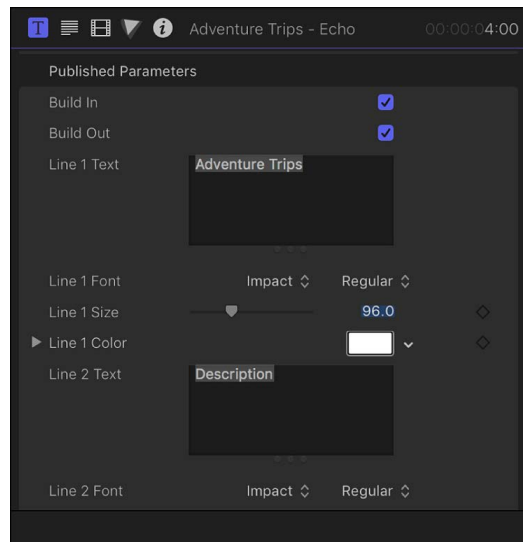 T i Adventure Trips - Echo 00:00:04:00
Published Parameters
Build In
Build Out
Line 1 Text Adventure Trips
Line 1 Font Impact Regular
Line 1 Size 96.0
Line 1 Color
Line 2 Text Description
Line 2 Font Impact Regular